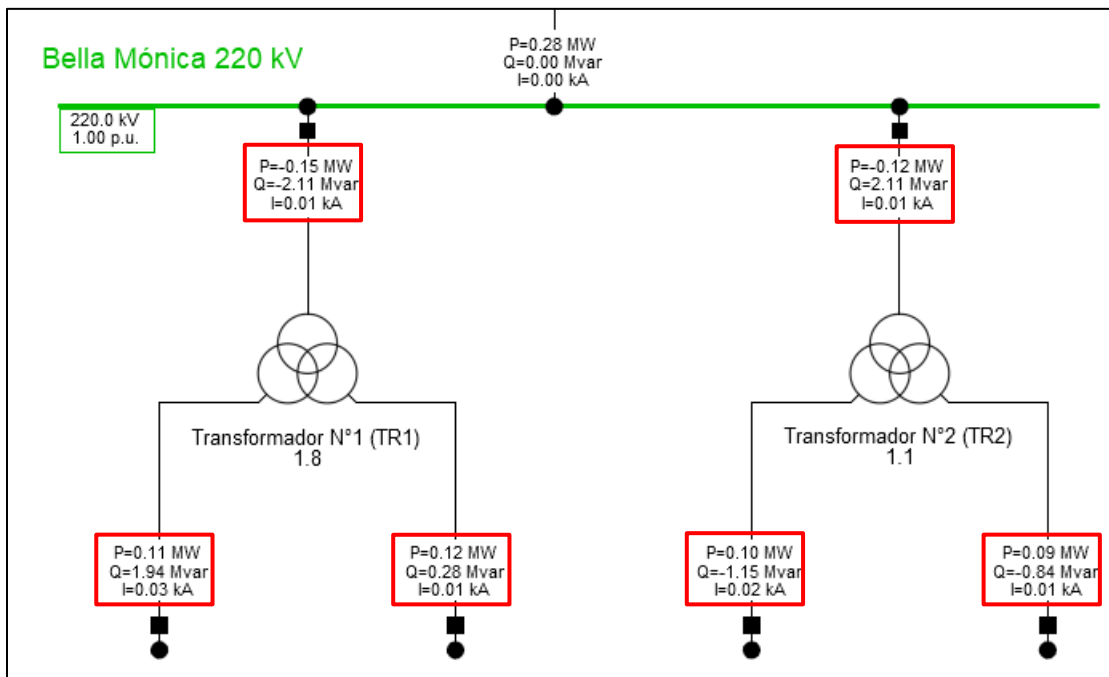 Bella Mónica 220 kV
P=0.28 MW
Q=0.00 Mvar
I=0.00 kA
220.0 kV
1.00 p.u.
P=-0.15 MW
Q=-2.11 Mvar
I=0.01 kA
P=-0.12 MW
Q=2.11 Mvar
I=0.01 kA
Transformador N°1 (TR1)
1.8
Transformador N°2 (TR2)
1.1
P=0.11 MW
Q=1.94 Mvar
I=0.03 kA
P=0.12 MW
Q=0.28 Mvar
I=0.01 kA
P=0.10 MW
Q=-1.15 Mvar
I=0.02 kA
P=0.09 MW
Q=-0.84 Mvar
I=0.01 kA